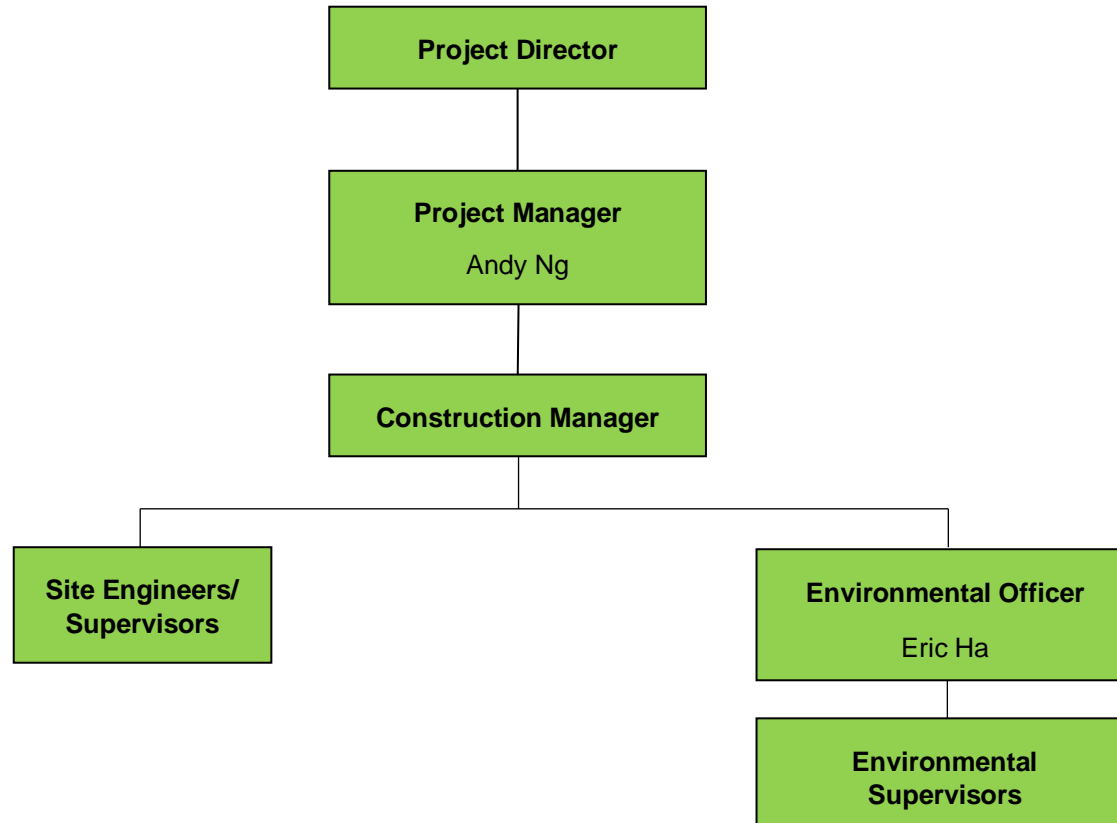 Project Director
Project Manager
Andy Ng
Construction Manager
Site Engineers/
Supervisors
Environmental Officer
Eric Ha
Environmental
Supervisors